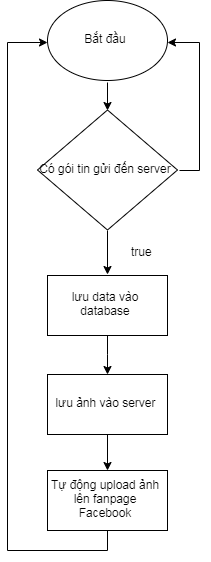 Bắt đầu
Có gói tin gửi đến server
true
lưu data vào
database
lưu ảnh vào server
Tự động upload ảnh
lên fanpage
Facebook